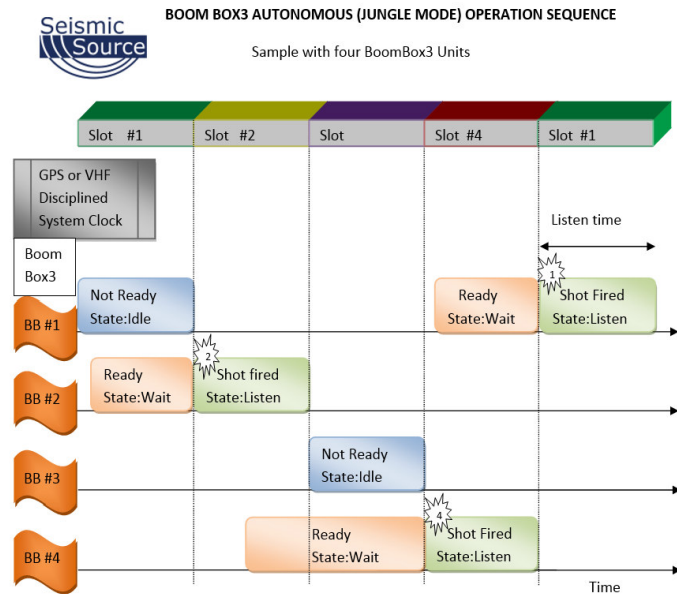 Seismic
Source
BOOM BOX3 AUTONOMOUS (JUNGLE MODE) OPERATION SEQUENCE
Sample with four BoomBox3 Units
Slot #1
Slot #2
Slot
Slot #4
Slot #1
GPS or VHF
Disciplined
System Clock
Listen time
Boom
Box3
1
Not Ready
State:Idle
Ready
State:Wait
Shot Fired
State:Listen
BB #1
2
Ready
State:Wait
Shot fired
State:Listen
BB #2
Not Ready
State:Idle
BB #3
4
Ready
State:Wait
Shot Fired
State:Listen
BB #4
Time